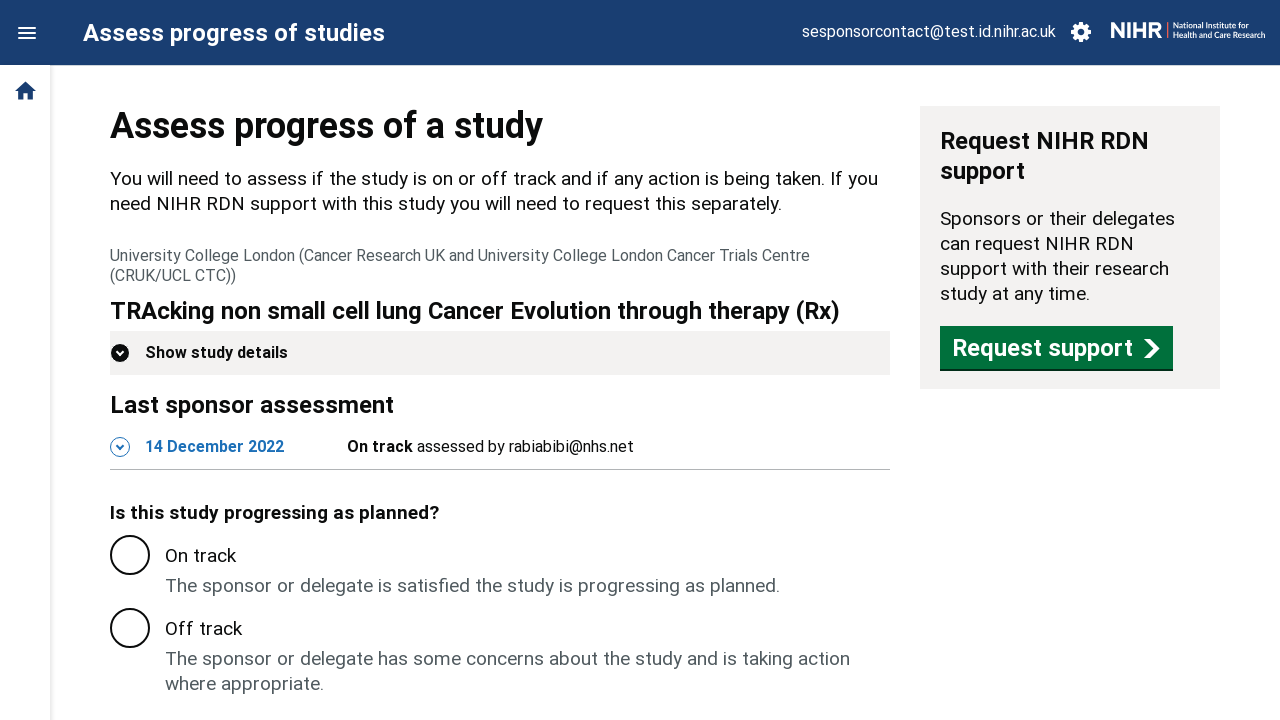 Assess progress of studies
sesponsorcontact@test.id.nihr.ac.uk
NIHR | National Institute for
Health and Care Research
Assess progress of a study
You will need to assess if the study is on or off track and if any action is being taken. If you
need NIHR RDN support with this study you will need to request this separately.
University College London (Cancer Research UK and University College London Cancer Trials Centre
(CRUK/UCL CTC))
TRAcking non small cell lung Cancer Evolution through therapy (Rx)
Show study details
Last sponsor assessment
14 December 2022 On track assessed by rabiabibi@nhs.net
Is this study progressing as planned?
On track
The sponsor or delegate is satisfied the study is progressing as planned.
Off track
The sponsor or delegate has some concerns about the study and is taking action
where appropriate.
Request NIHR RDN
support
Sponsors or their delegates
can request NIHR RDN
support with their research
study at any time.
Request support